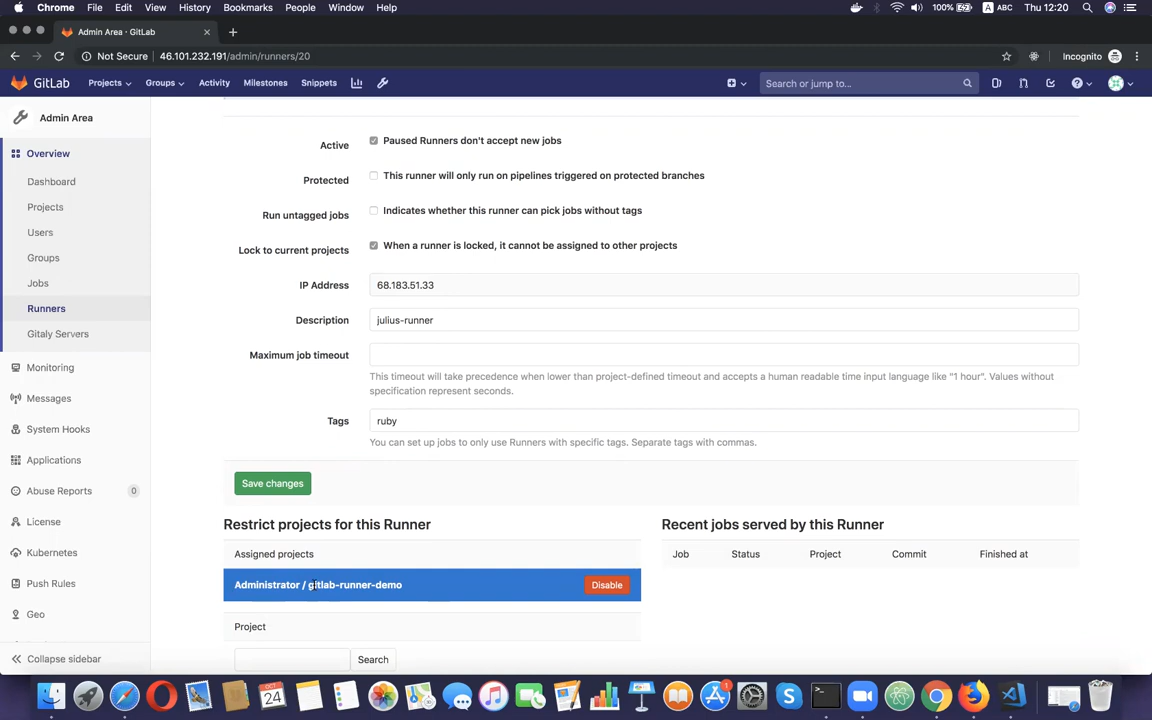 Chrome File Edit View History Bookmarks People Window Help 100% A ABC Thu 12:20
Admin Area · GitLab
Not Secure 46.101.232.191/admin/runners/20 Incognito
GitLab Projects Groups Activity Milestones Snippets Search or jump to...
Admin Area
Overview
Dashboard
Projects
Users
Groups
Jobs
Runners
Gitaly Servers
Monitoring
Messages
System Hooks
Applications
Abuse Reports 0
License
Kubernetes
Push Rules
Geo
Collapse sidebar
Active Paused Runners don't accept new jobs
Protected This runner will only run on pipelines triggered on protected branches
Run untagged jobs Indicates whether this runner can pick jobs without tags
Lock to current projects When a runner is locked, it cannot be assigned to other projects
IP Address 68.183.51.33
Description julius-runner
Maximum job timeout
This timeout will take precedence when lower than project-defined timeout and accepts a human readable time input language like "1 hour". Values without
specification represent seconds.
Tags ruby
You can set up jobs to only use Runners with specific tags. Separate tags with commas.
Save changes
Restrict projects for this Runner
Assigned projects
Administrator / gitlab-runner-demo Disable
Project
Search
Recent jobs served by this Runner
Job Status Project Commit Finished at
OCT
24
1